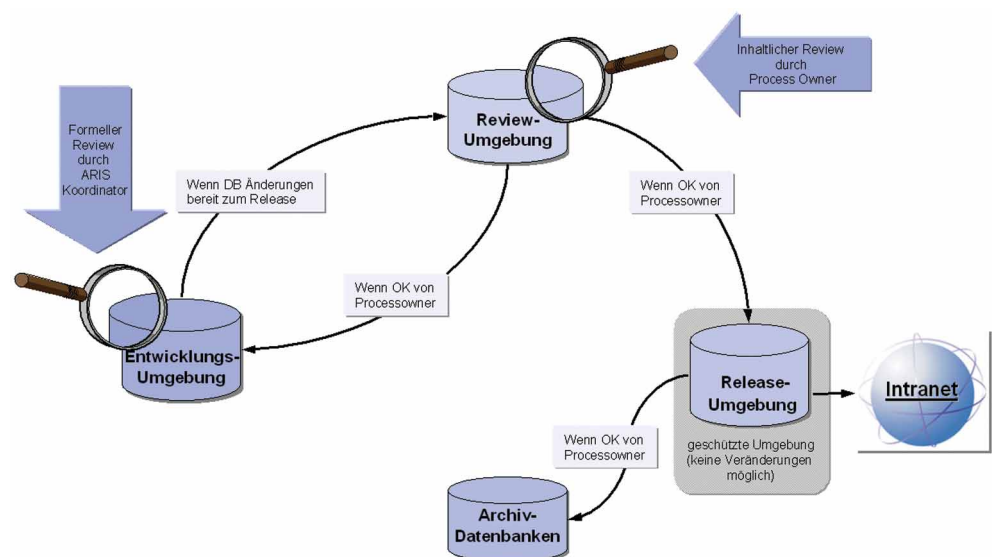 Inhaltlicher Review
durch
Process Owner
Formeller
Review
durch
ARIS
Koordinator
Review-
Umgebung
Wenn DB Änderungen
bereit zum Release
Wenn OK von
Processowner
Wenn OK von
Processowner
Entwicklungs-
Umgebung
Release-
Umgebung
Intranet
geschützte Umgebung
(keine Veränderungen
möglich)
Wenn OK von
Processowner
Archiv-
Datenbanken